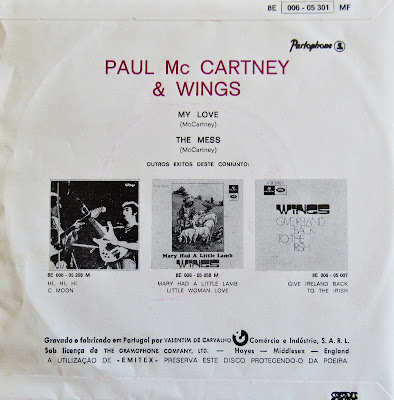 8E 006 - 05 301 MF
Parlophone
PAUL Mc CARTNEY
& WINGS
MY LOVE
(McCartney)
THE MESS
(McCartney)
OUTROS EXITOS DESTE CONJUNTO:
Wings
Mary Had A Little Lamb
WINGS
WINGS
GIVE IRELAND
BACK
TO THE
IRISH
8E 006 - 05 208 M
HI, HI, HI
C MOON
8E 006 - 05 058 M
MARY HAD A LITTLE LAMB
LITTLE WOMAN LOVE
8E 006 - 05 007
GIVE IRELAND BACK
TO THE IRISH
Gravado e fabricado em Portugal por VALENTIM DE CARVALHO Comércio e Indústria, S. A. R. L.
Sob licença de THE GRAMOPHONE COMPANY, LTD. — Hayes — Middlesex — England
A UTILIZAÇÃO DE «EMITEX» PRESERVA ESTE DISCO PROTEGENDO-O DA POEIRA